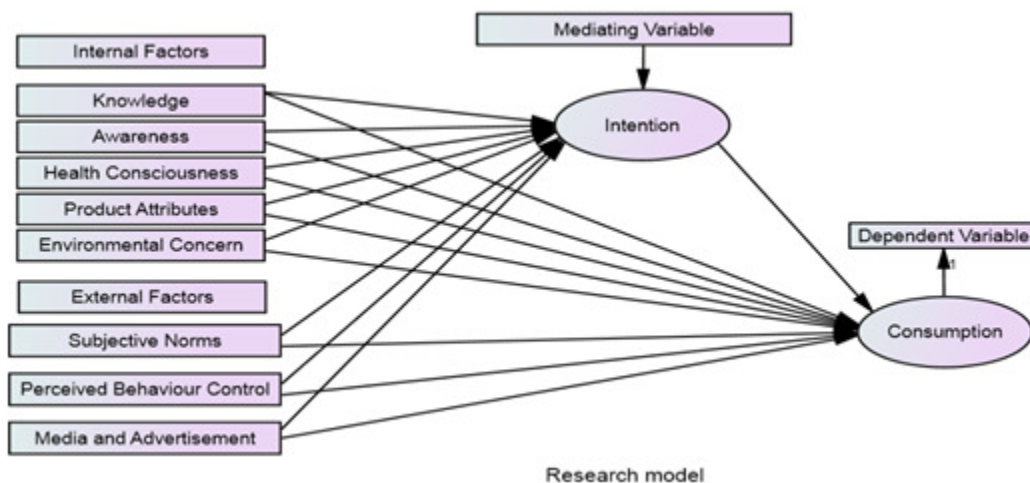 Mediating Variable
Internal Factors
Knowledge
Awareness
Health Consciousness
Product Attributes
Environmental Concern
External Factors
Subjective Norms
Perceived Behaviour Control
Media and Advertisement
Intention
Dependent Variable
1
Consumption
Research model